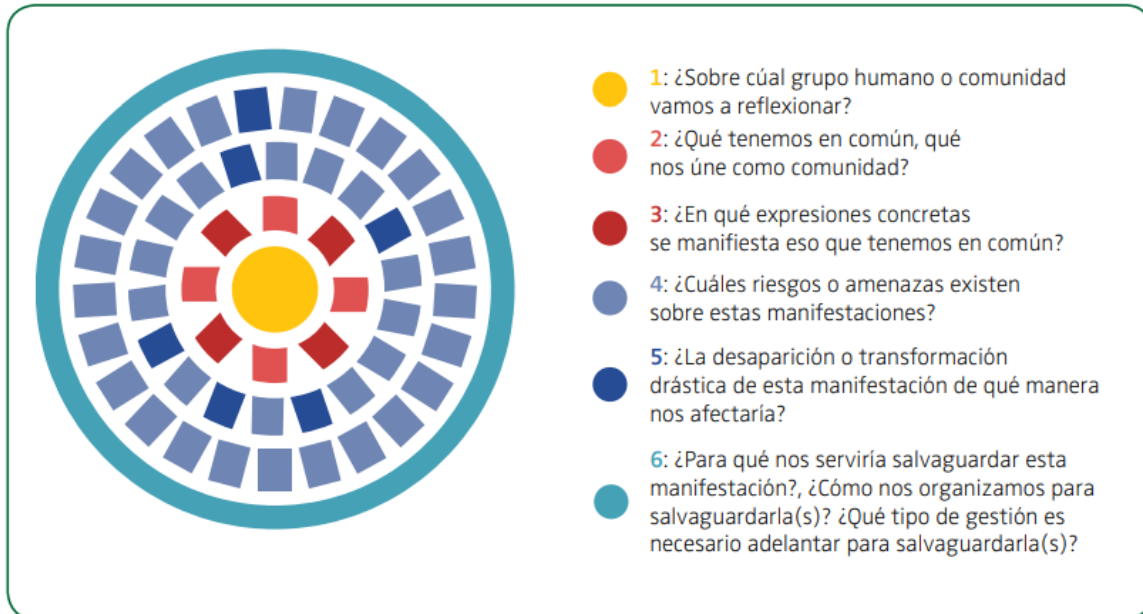 1: ¿Sobre cúal grupo humano o comunidad
vamos a reflexionar?
2: ¿Qué tenemos en común, qué
nos úne como comunidad?
3: ¿En qué expresiones concretas
se manifiesta eso que tenemos en común?
4: ¿Cuáles riesgos o amenazas existen
sobre estas manifestaciones?
5: ¿La desaparición o transformación
drástica de esta manifestación de qué manera
nos afectaría?
6: ¿Para qué nos serviría salvaguardar esta
manifestación?, ¿Cómo nos organizamos para
salvaguardarla(s)? ¿Qué tipo de gestión es
necesario adelantar para salvaguardarla(s)?